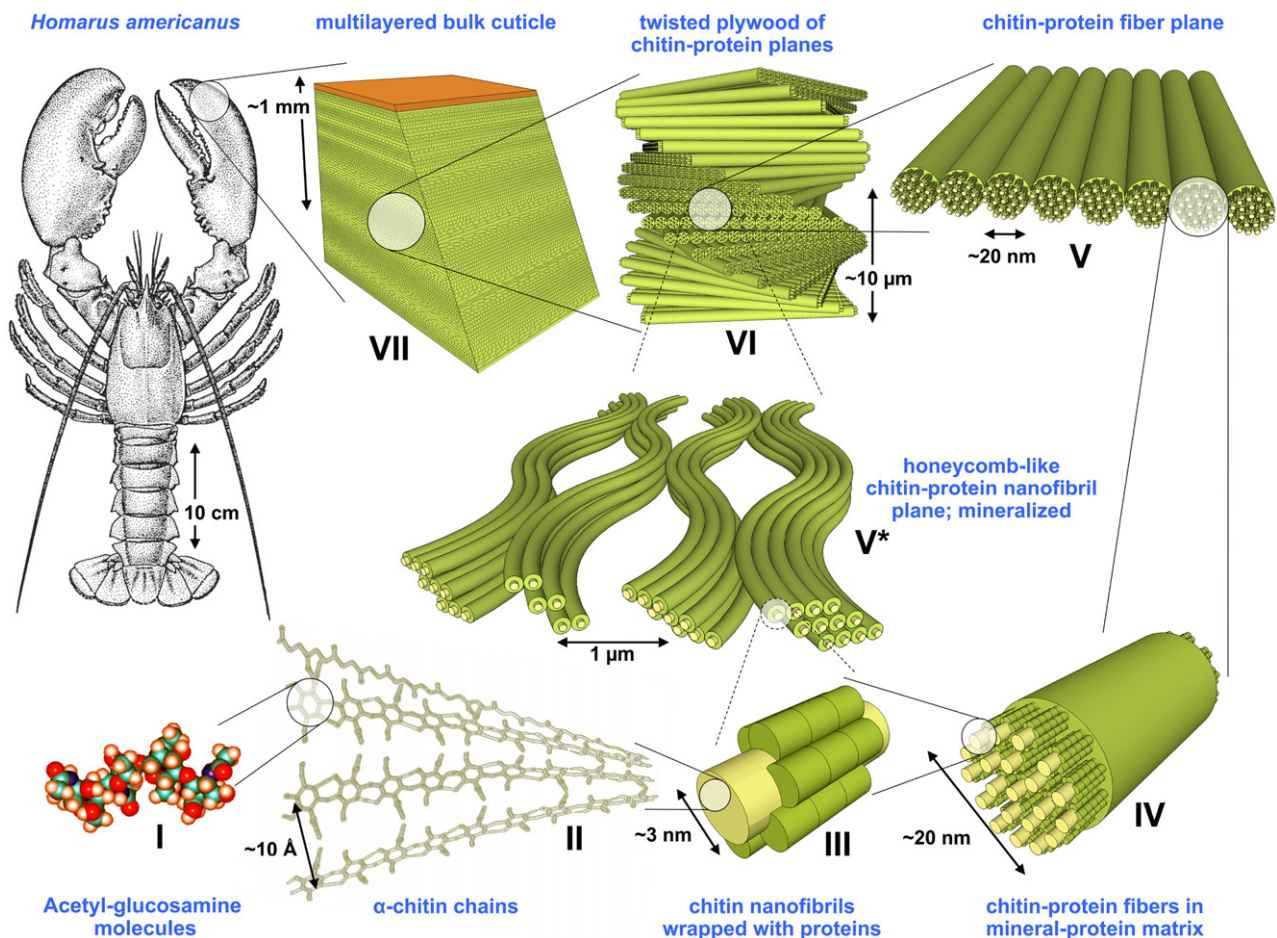 Homarus americanus
multilayered bulk cuticle
twisted plywood of
chitin-protein planes
chitin-protein fiber plane
~1 mm
VII
~10 μm
VI
~20 nm
V
10 cm
honeycomb-like
chitin-protein nanofibril
plane; mineralized
V*
1 μm
I
~10 Å
II
~3 nm
III
~20 nm
IV
Acetyl-glucosamine
molecules
α-chitin chains
chitin nanofibrils
wrapped with proteins
chitin-protein fibers in
mineral-protein matrix